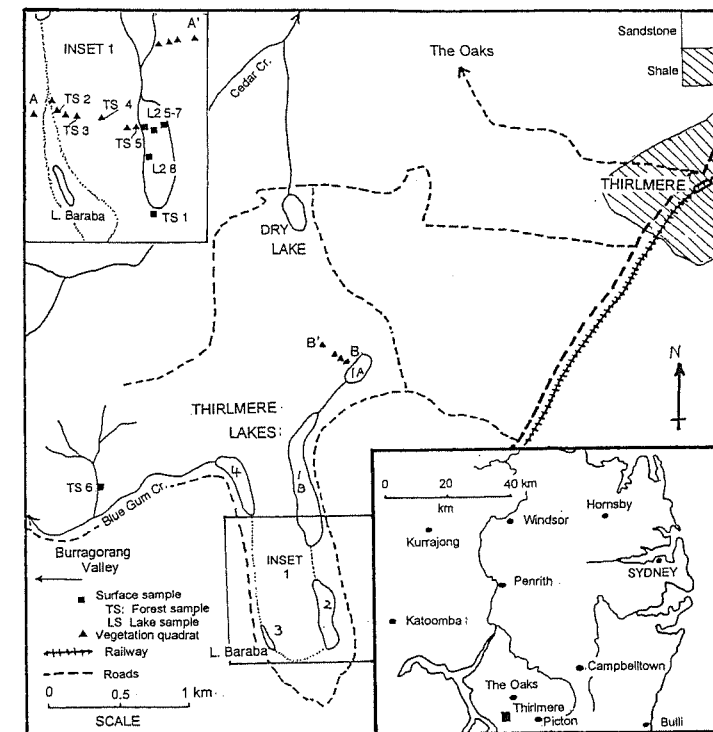 A'
INSET 1
A
TS 2
TS 3
TS 4
TS 5
L2 5-7
L2 8
TS 1
L. Baraba
Cedar Cr.
The Oaks
Sandstone
Shale
THIRLMERE
DRY
LAKE
B'
B
1A
N
THIRLMERE
LAKES
4
1B
TS 6
Blue Gum Cr.
Burragorang
Valley
INSET
1
2
3
L. Baraba
Surface sample
TS: Forest sample
LS Lake sample
Vegetation quadrat
Railway
Roads
0 0.5 1 km
SCALE
0 20 40 km
km
Hornsby
Windsor
Kurrajong
SYDNEY
Penrith
Katoomba
Campbelltown
The Oaks
Thirlmere
Picton
Bulli